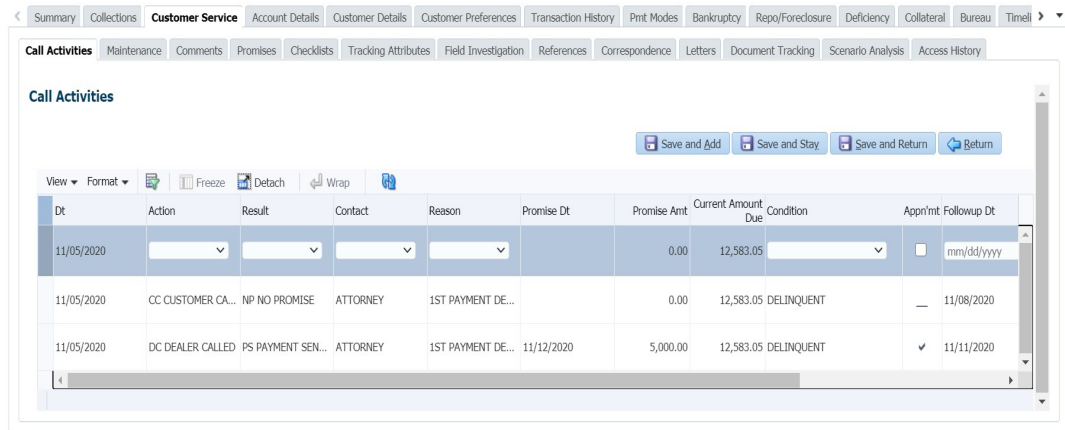 Summary Collections Customer Service Account Details Customer Details Customer Preferences Transaction History Pmt Modes Bankruptcy Repo/Foreclosure Deficiency Collateral Bureau Timeli
Call Activities Maintenance Comments Promises Checklists Tracking Attributes Field Investigation References Correspondence Letters Document Tracking Scenario Analysis Access History
Call Activities
Save and Add Save and Stay Save and Return Return
View Format Freeze Detach Wrap
Dt Action Result Contact Reason Promise Dt Promise Amt Current Amount Due Condition Appn'mt Followup Dt
11/05/2020 0.00 12,583.05 mm/dd/yyyy
11/05/2020 CC CUSTOMER CA... NP NO PROMISE ATTORNEY 1ST PAYMENT DE... 0.00 12,583.05 DELINQUENT 11/08/2020
11/05/2020 DC DEALER CALLED PS PAYMENT SEN... ATTORNEY 1ST PAYMENT DE... 11/12/2020 5,000.00 12,583.05 DELINQUENT 11/11/2020